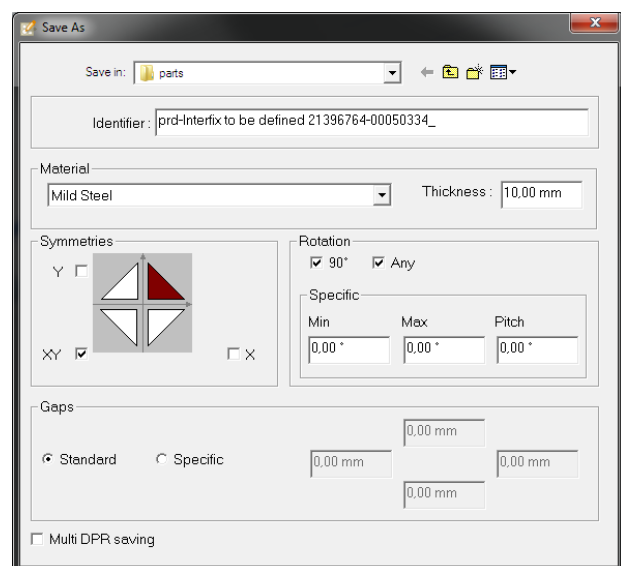 Save As
Save in: parts
Identifier : prd-Interfix to be defined 21396764-00050334_
Material
Mild Steel
Thickness : 10,00 mm
Symmetries
Y
XY
X
Rotation
90° Any
Specific
Min Max Pitch
0,00 ° 0,00 ° 0,00 °
Gaps
Standard Specific
0,00 mm
0,00 mm 0,00 mm
0,00 mm
Multi DPR saving